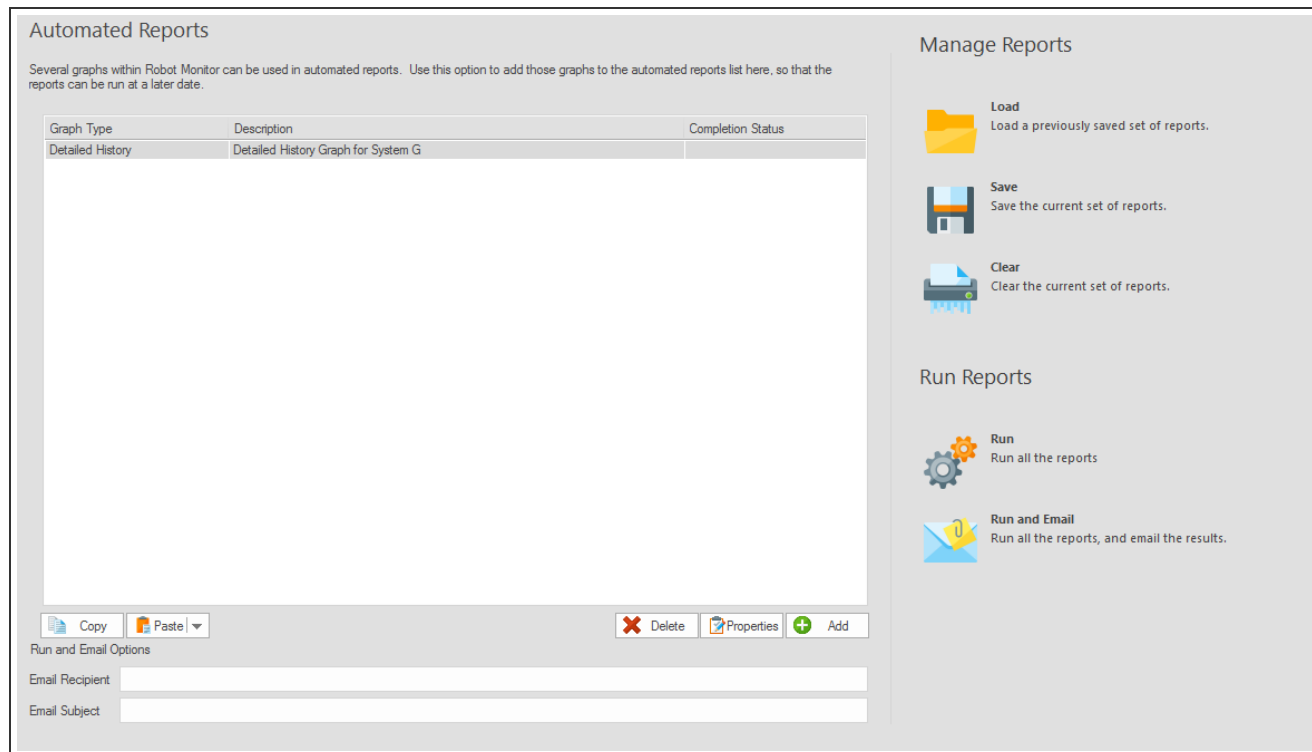 Automated Reports
Several graphs within Robot Monitor can be used in automated reports.  Use this option to add those graphs to the automated reports list here, so that the
reports can be run at a later date.
Graph Type Description Completion Status
Detailed History Detailed History Graph for System G
Copy Paste Delete Properties Add
Run and Email Options
Email Recipient
Email Subject
Manage Reports
Load
Load a previously saved set of reports.
Save
Save the current set of reports.
Clear
Clear the current set of reports.
Run Reports
Run
Run all the reports
Run and Email
Run all the reports, and email the results.